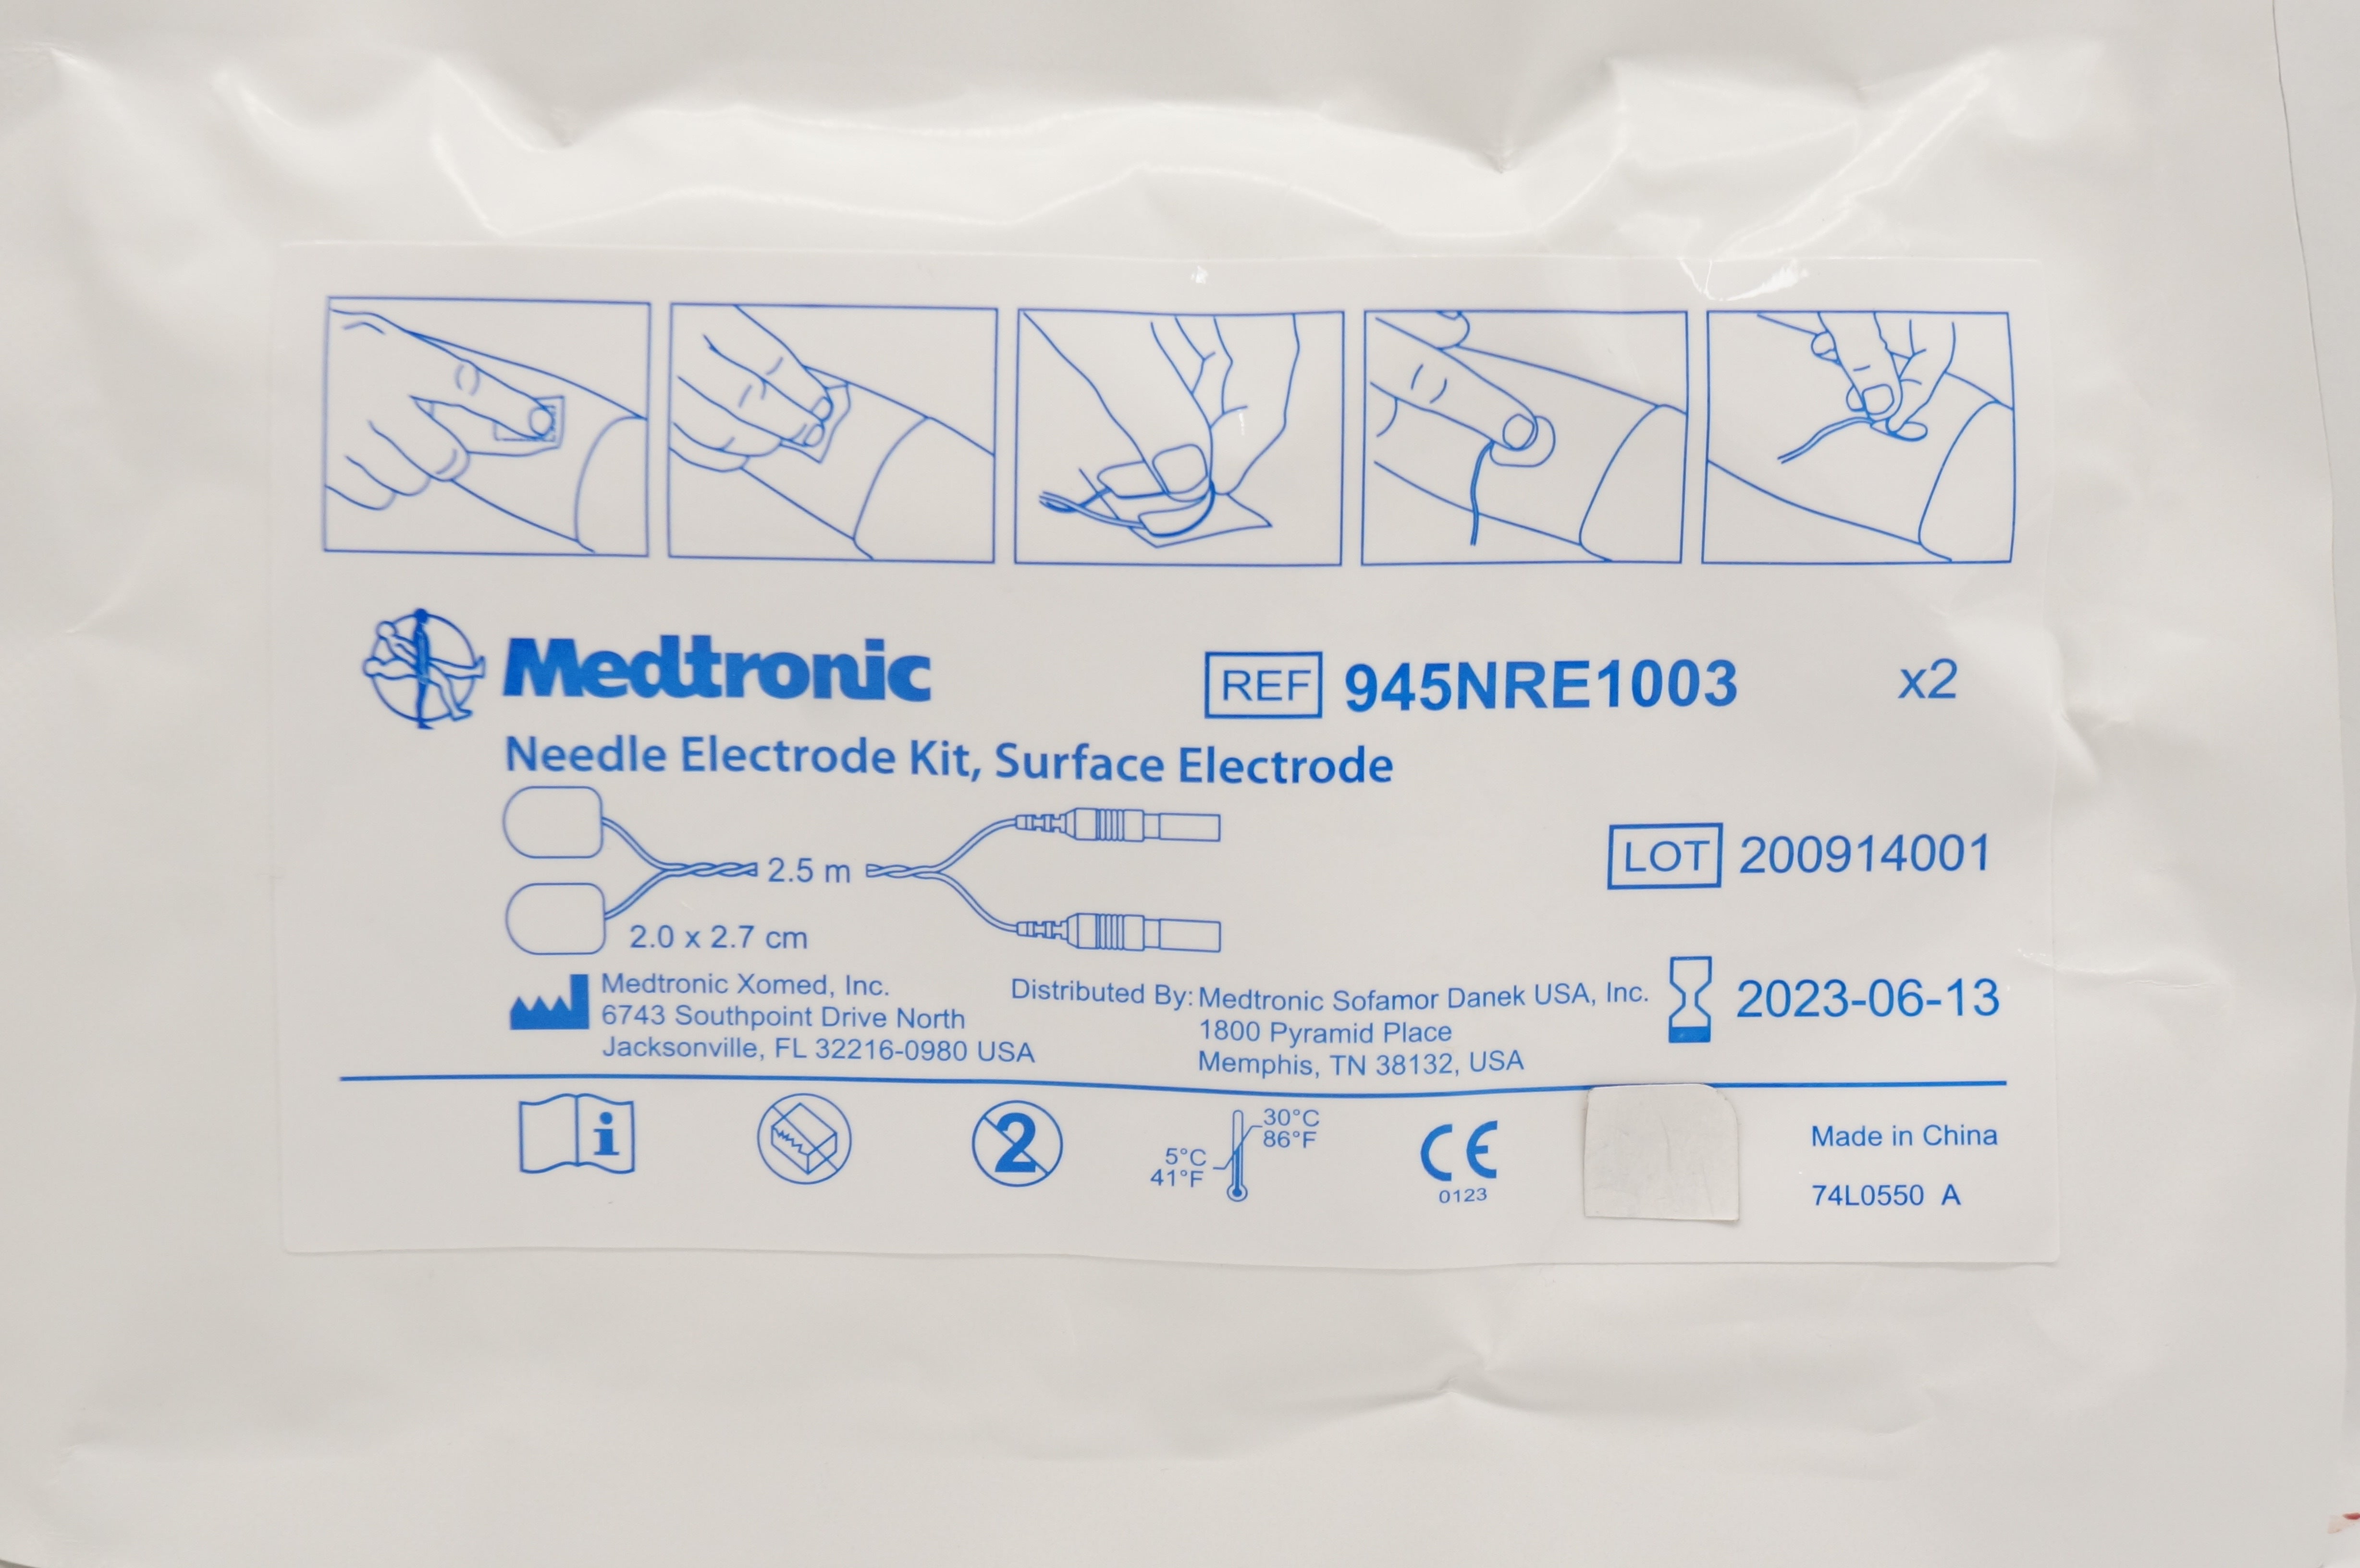 Medtronic
REF 945NRE1003 x2
Needle Electrode Kit, Surface Electrode
2.5 m
2.0 x 2.7 cm
LOT 200914001
Medtronic Xomed, Inc.
6743 Southpoint Drive North
Jacksonville, FL 32216-0980 USA
Distributed By: Medtronic Sofamor Danek USA, Inc.
1800 Pyramid Place
Memphis, TN 38132, USA
2023-06-13
i
2
30°C
86°F
5°C
41°F
CE
0123
Made in China
74L0550 A